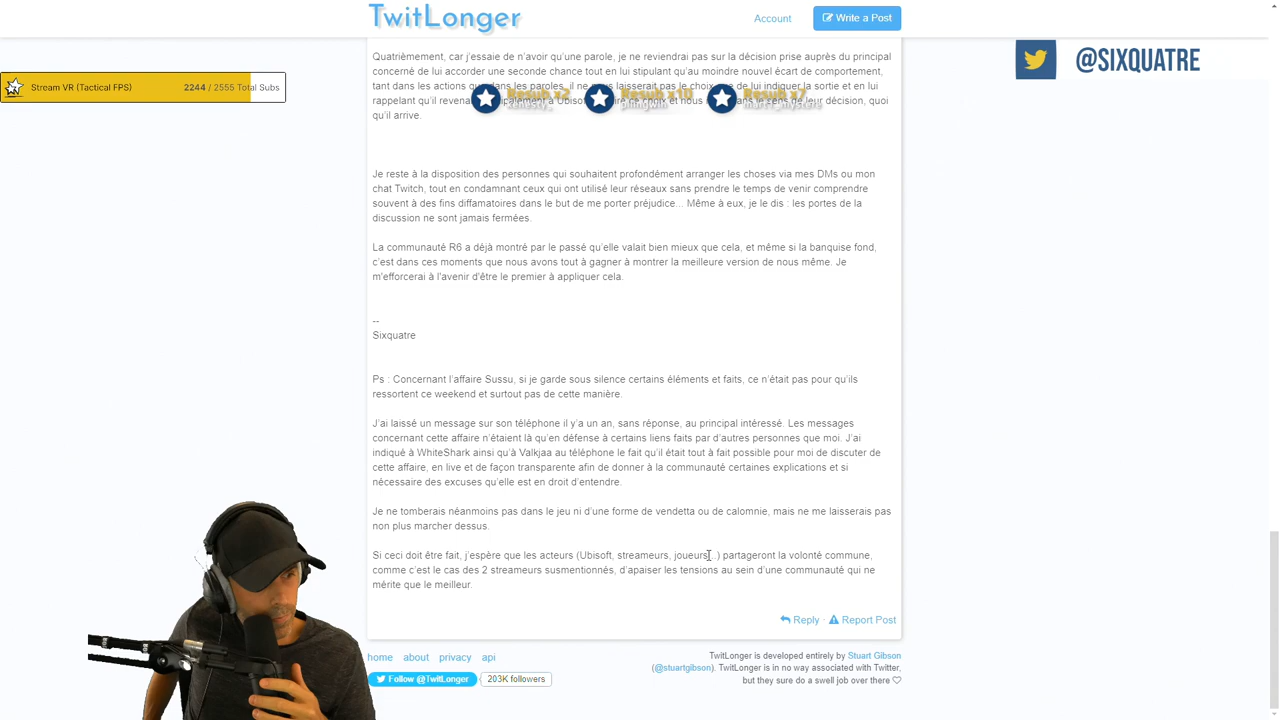 TwitLonger
Account
Write a Post
@SIXQUATRE
Stream VR (Tactical FPS)
2244 / 2555 Total Subs
Quatrièmement, car j'essaie de n'avoir qu'une parole, je ne reviendrai pas sur la décision prise auprès du principal
concerné de lui accorder une seconde chance tout en lui stipulant qu'au moindre nouvel écart de comportement,
tant dans les actions que dans les paroles, il ne me laisserait pas le choix que de lui indiquer la sortie et en lui
rappelant qu'il revenait principalement à Ubisoft de faire ce choix et nous dans le sens de leur décision, quoi
qu'il arrive.
Resub x2
Resub x10
Resub x7
Je reste à la disposition des personnes qui souhaitent profondément arranger les choses via mes DMs ou mon
chat Twitch, tout en condamnant ceux qui ont utilisé leur réseaux sans prendre le temps de venir comprendre
souvent à des fins diffamatoires dans le but de me porter préjudice... Même à eux, je le dis : les portes de la
discussion ne sont jamais fermées.
La communauté R6 a déjà montré par le passé qu'elle valait bien mieux que cela, et même si la banquise fond,
c'est dans ces moments que nous avons tout à gagner à montrer la meilleure version de nous même. Je
m'efforcerai à l'avenir d'être le premier à appliquer cela.
--
Sixquatre
Ps : Concernant l'affaire Sussu, si je garde sous silence certains éléments et faits, ce n'était pas pour qu'ils
ressortent ce weekend et surtout pas de cette manière.
J'ai laissé un message sur son téléphone il y'a un an, sans réponse, au principal intéressé. Les messages
concernant cette affaire n'étaient là qu'en défense à certains liens faits par d'autres personnes que moi. J'ai
indiqué à WhiteShark ainsi qu'à Valkjaa au téléphone le fait qu'il était tout à fait possible pour moi de discuter de
cette affaire, en live et de façon transparente afin de donner à la communauté certaines explications et si
nécessaire des excuses qu'elle est en droit d'entendre.
Je ne tomberais néanmoins pas dans le jeu ni d'une forme de vendetta ou de calomnie, mais ne me laisserais pas
non plus marcher dessus.
Si ceci doit être fait, j'espère que les acteurs (Ubisoft, streameurs, joueurs...) partageront la volonté commune,
comme c'est le cas des 2 streameurs susmentionnés, d'apaiser les tensions au sein d'une communauté qui ne
mérite que le meilleur.
Reply · Report Post
home about privacy api
Follow @TwitLonger 203K followers
TwitLonger is developed entirely by Stuart Gibson
(@stuartgibson). TwitLonger is in no way associated with Twitter,
but they sure do a swell job over there